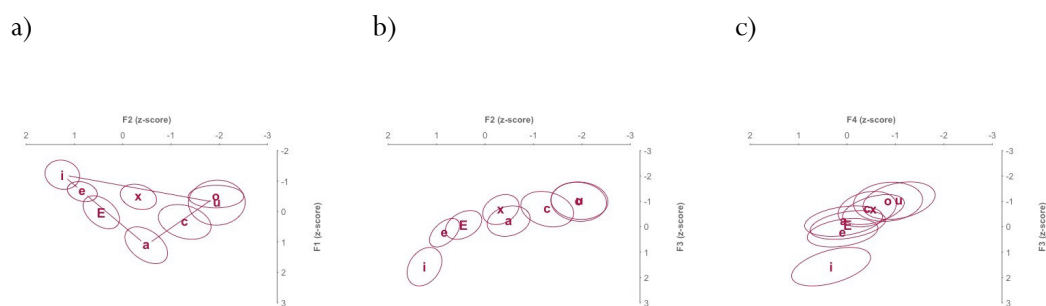 a)
b)
c)
F2 (z-score)
2 1 0 -1 -2 -3
-2
-1
0
1
2
3
F1 (z-score)
i
e
E
x
o
u
c
a
F2 (z-score)
2 1 0 -1 -2 -3
-3
-2
-1
0
1
2
3
F3 (z-score)
x
c
a
E
e
i
F4 (z-score)
2 1 0 -1 -2 -3
-3
-2
-1
0
1
2
3
F3 (z-score)
o
u
c
x
E
e
i